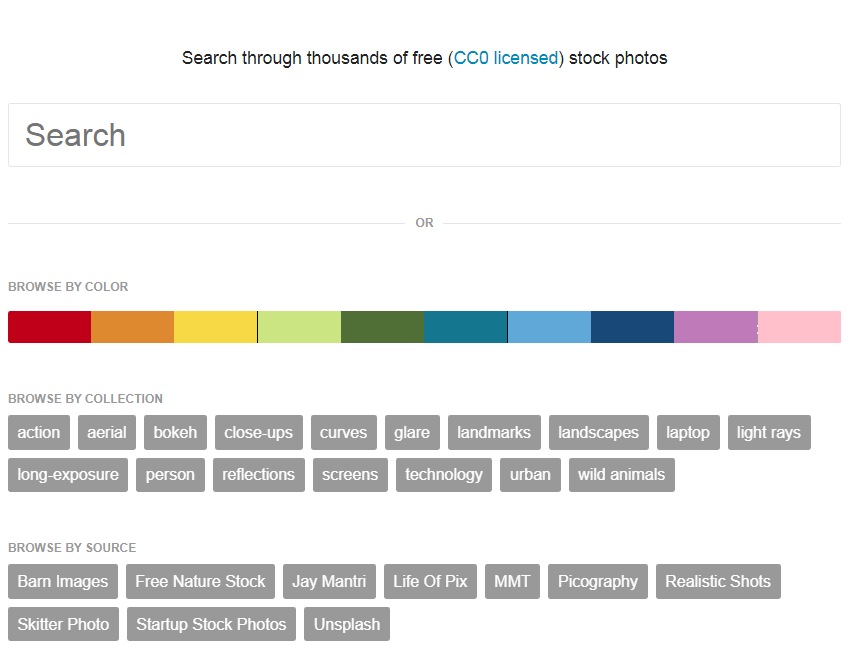 Search through thousands of free (CC0 licensed) stock photos
Search
OR
BROWSE BY COLOR
BROWSE BY COLLECTION
action aerial bokeh close-ups curves glare landmarks landscapes laptop light rays
long-exposure person reflections screens technology urban wild animals
BROWSE BY SOURCE
Barn Images Free Nature Stock Jay Mantri Life Of Pix MMT Picography Realistic Shots
Skitter Photo Startup Stock Photos Unsplash